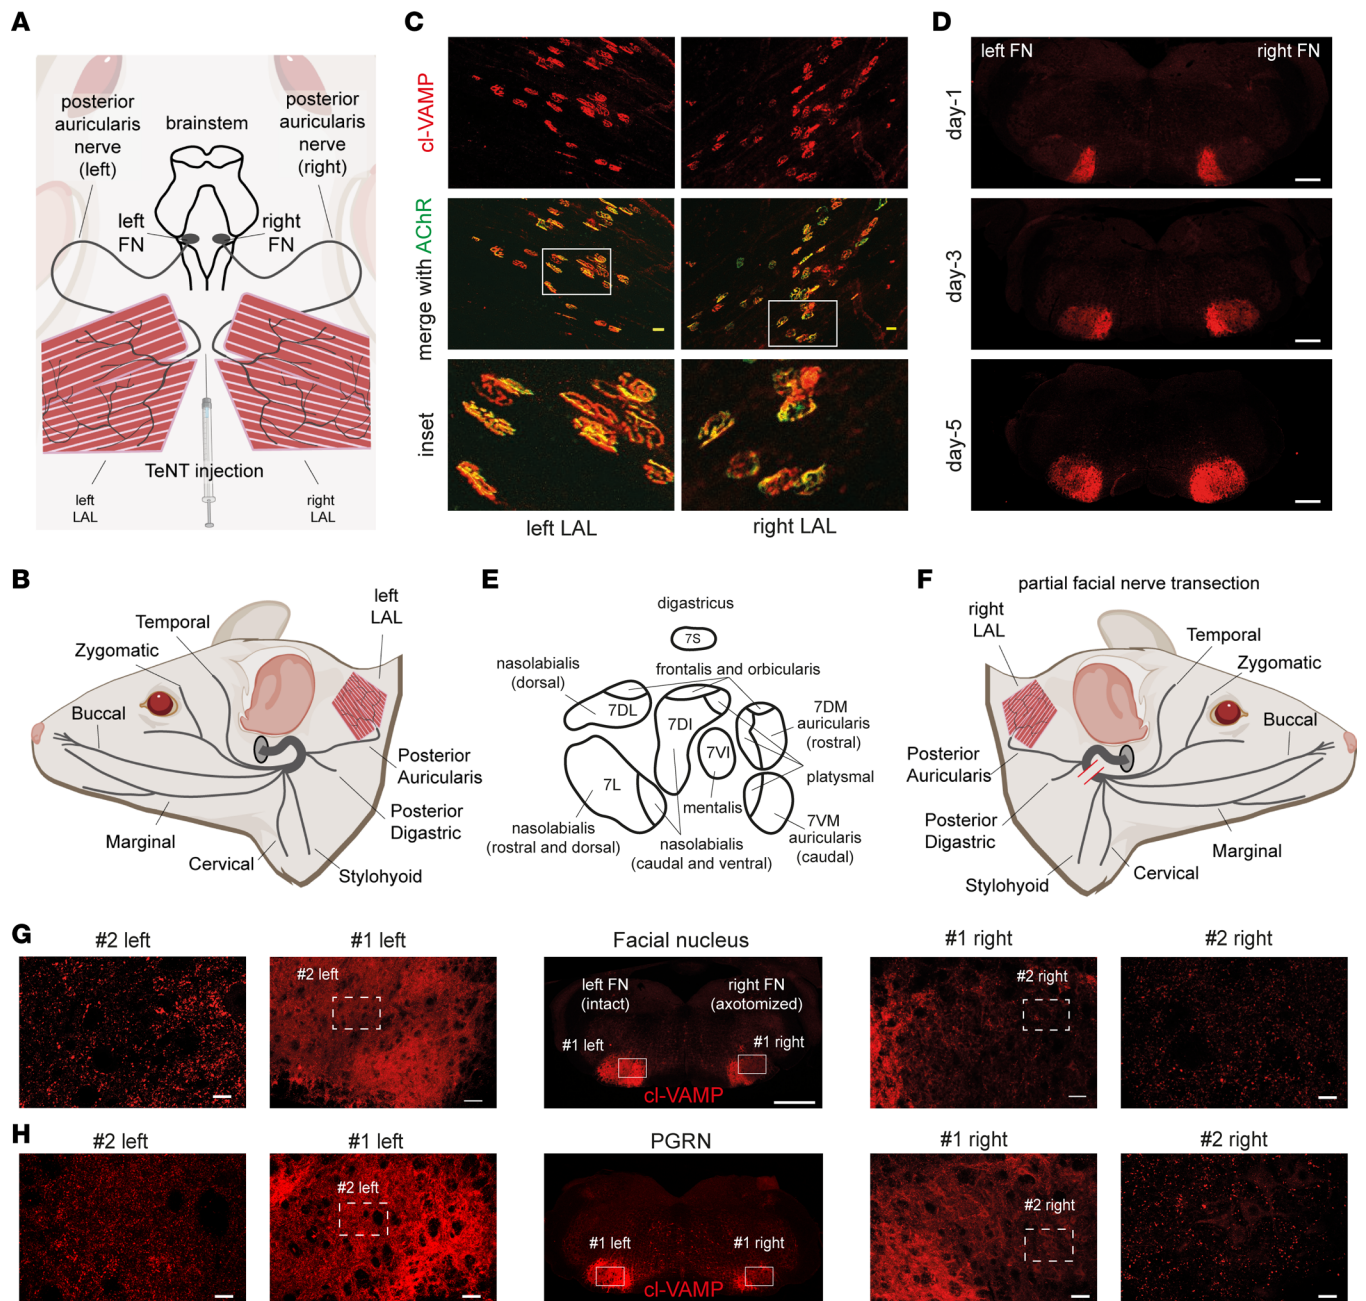 A
posterior
auricularis
nerve
(left)
brainstem
posterior
auricularis
nerve
(right)
left
FN
right
FN
TeNT injection
left
LAL
right
LAL
C
cl-VAMP
merge with AChR
inset
left LAL
right LAL
D
left FN
right FN
day-1
day-3
day-5
B
left
LAL
Temporal
Zygomatic
Buccal
Posterior
Auricularis
Marginal
Posterior
Digastric
Cervical
Stylohyoid
E
digastricus
7S
nasolabialis
(dorsal)
frontalis and orbicularis
7DL
7DI
7DM
auricularis
(rostral)
7VI
7L
platysmal
mentalis
nasolabialis
(rostral and dorsal)
nasolabialis
(caudal and ventral)
7VM
auricularis
(caudal)
F
partial facial nerve transection
right
LAL
Temporal
Zygomatic
Buccal
Posterior
Auricularis
Posterior
Digastric
Marginal
Stylohyoid
Cervical
G
#2 left
#1 left
#2 left
Facial nucleus
left FN
(intact)
right FN
(axotomized)
#1 left
#1 right
cl-VAMP
#1 right
#2 right
#2 right
H
#2 left
#1 left
#2 left
PGRN
#1 left
#1 right
cl-VAMP
#1 right
#2 right
#2 right